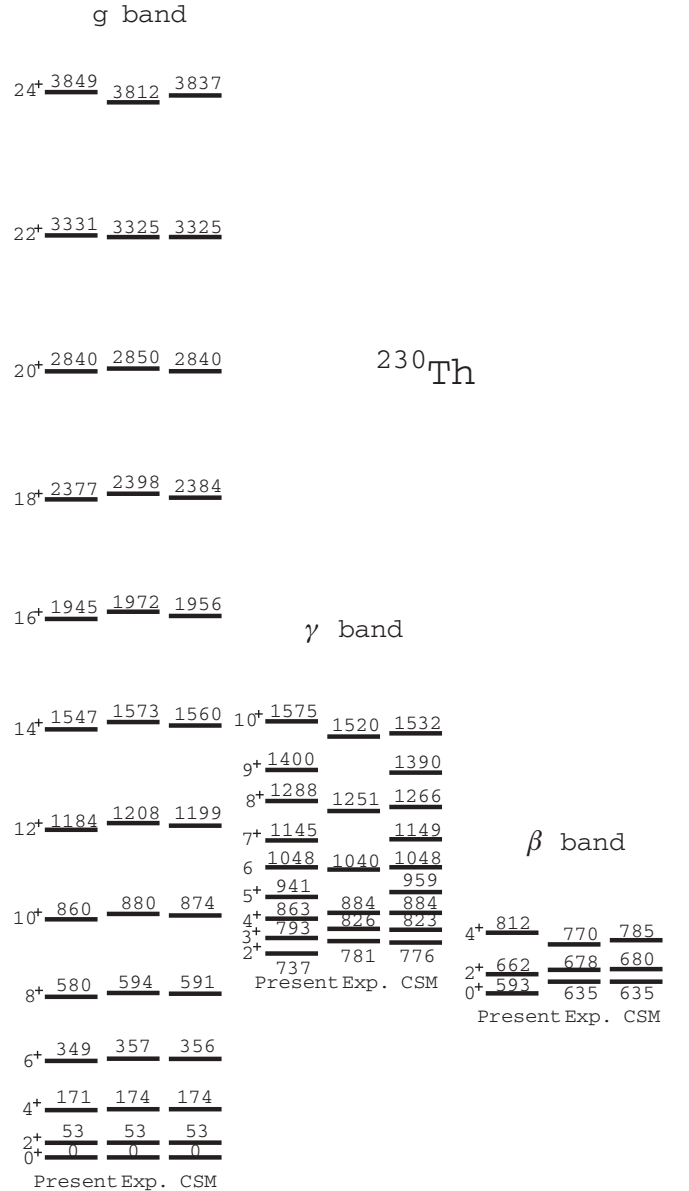 g band
24+ 3849 3812 3837
22+ 3331 3325 3325
20+ 2840 2850 2840
230Th
18+ 2377 2398 2384
16+ 1945 1972 1956
γ band
14+ 1547 1573 1560
10+ 1575 1520 1532
9+ 1400 1390
8+ 1288 1251 1266
12+ 1184 1208 1199
7+ 1145 1149
6 1048 1040 1048
β band
5+ 941 959
10+ 860 880 874
4+ 863 884 884
3+ 793 826 823
2+ 737 781 776
Present Exp. CSM
4+ 812 770 785
2+ 662 678 680
0+ 593 635 635
Present Exp. CSM
8+ 580 594 591
6+ 349 357 356
4+ 171 174 174
2+ 53 53 53
0+ 0 0 0
Present Exp. CSM